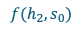 f(h₂, s₀)